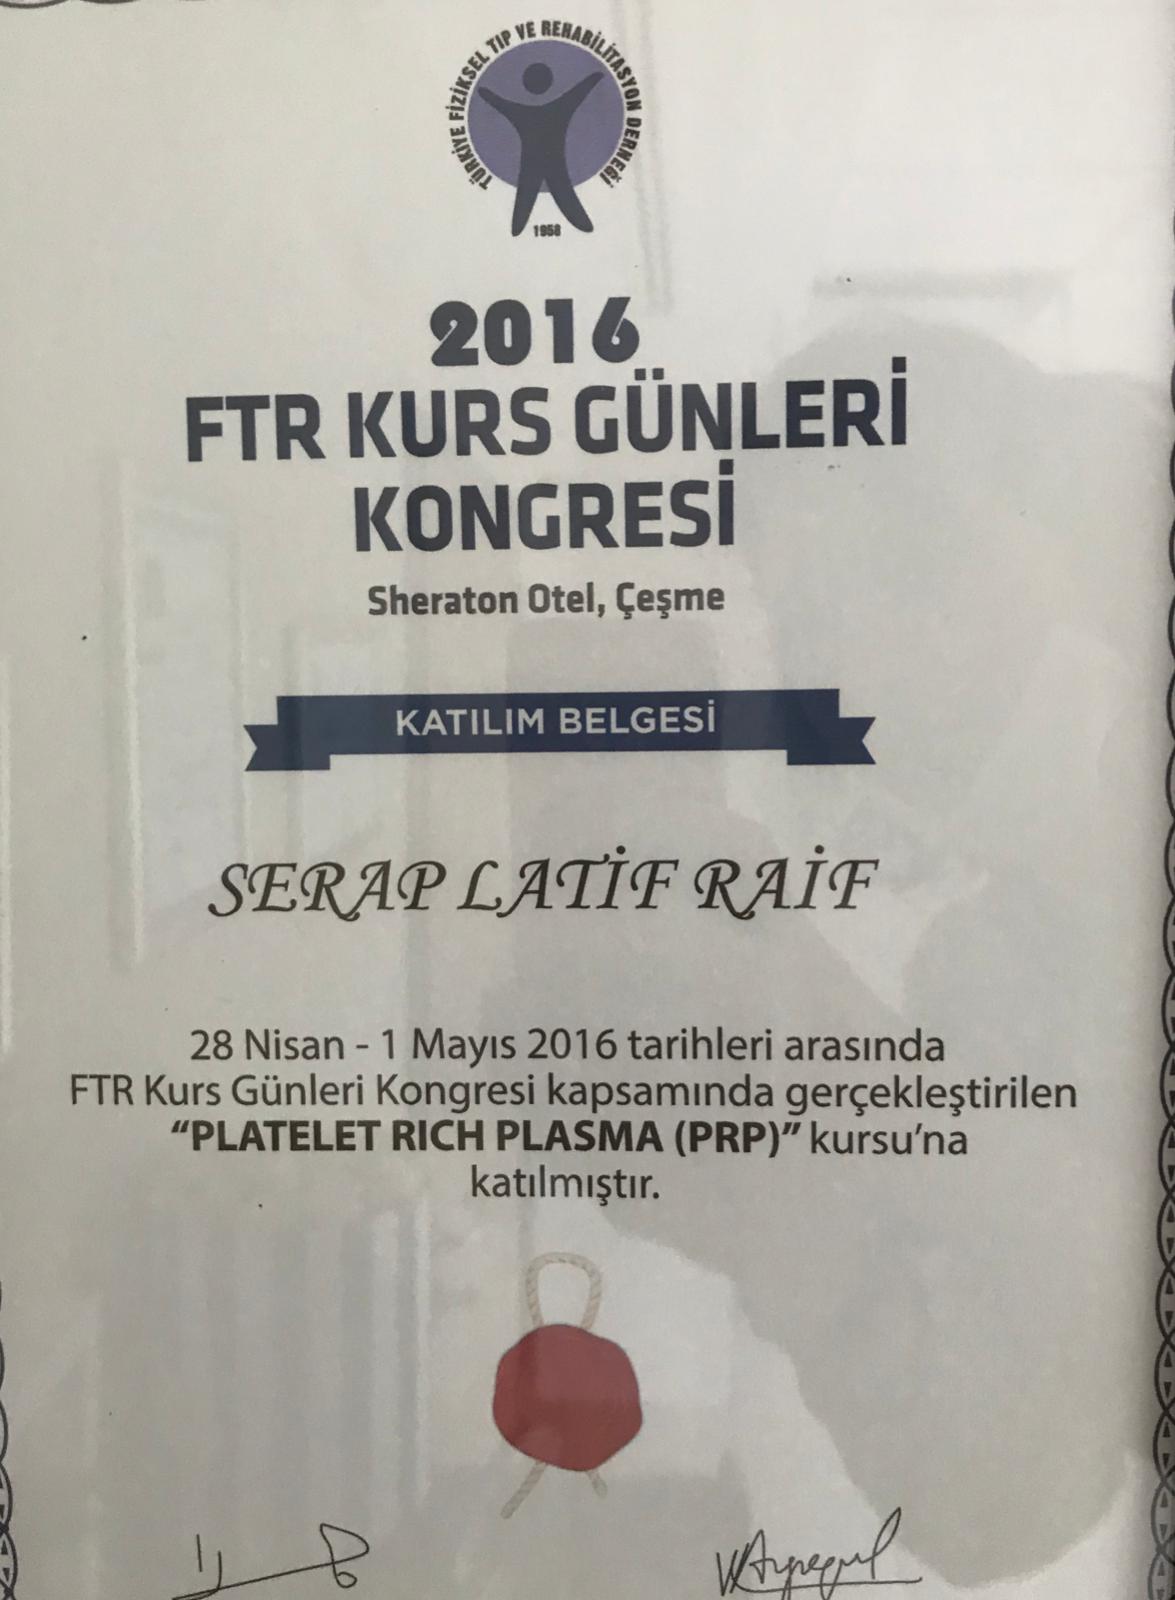 TÜRKİYE FİZİKSEL TIP VE REHABİLİTASYON DERNEĞİ
1958
2016
FTR KURS GÜNLERİ
KONGRESİ
Sheraton Otel, Çeşme
KATILIM BELGESİ
SERAP LATİF RAİF
28 Nisan - 1 Mayıs 2016 tarihleri arasında
FTR Kurs Günleri Kongresi kapsamında gerçekleştirilen
“PLATELET RICH PLASMA (PRP)” kursu’na
katılmıştır.